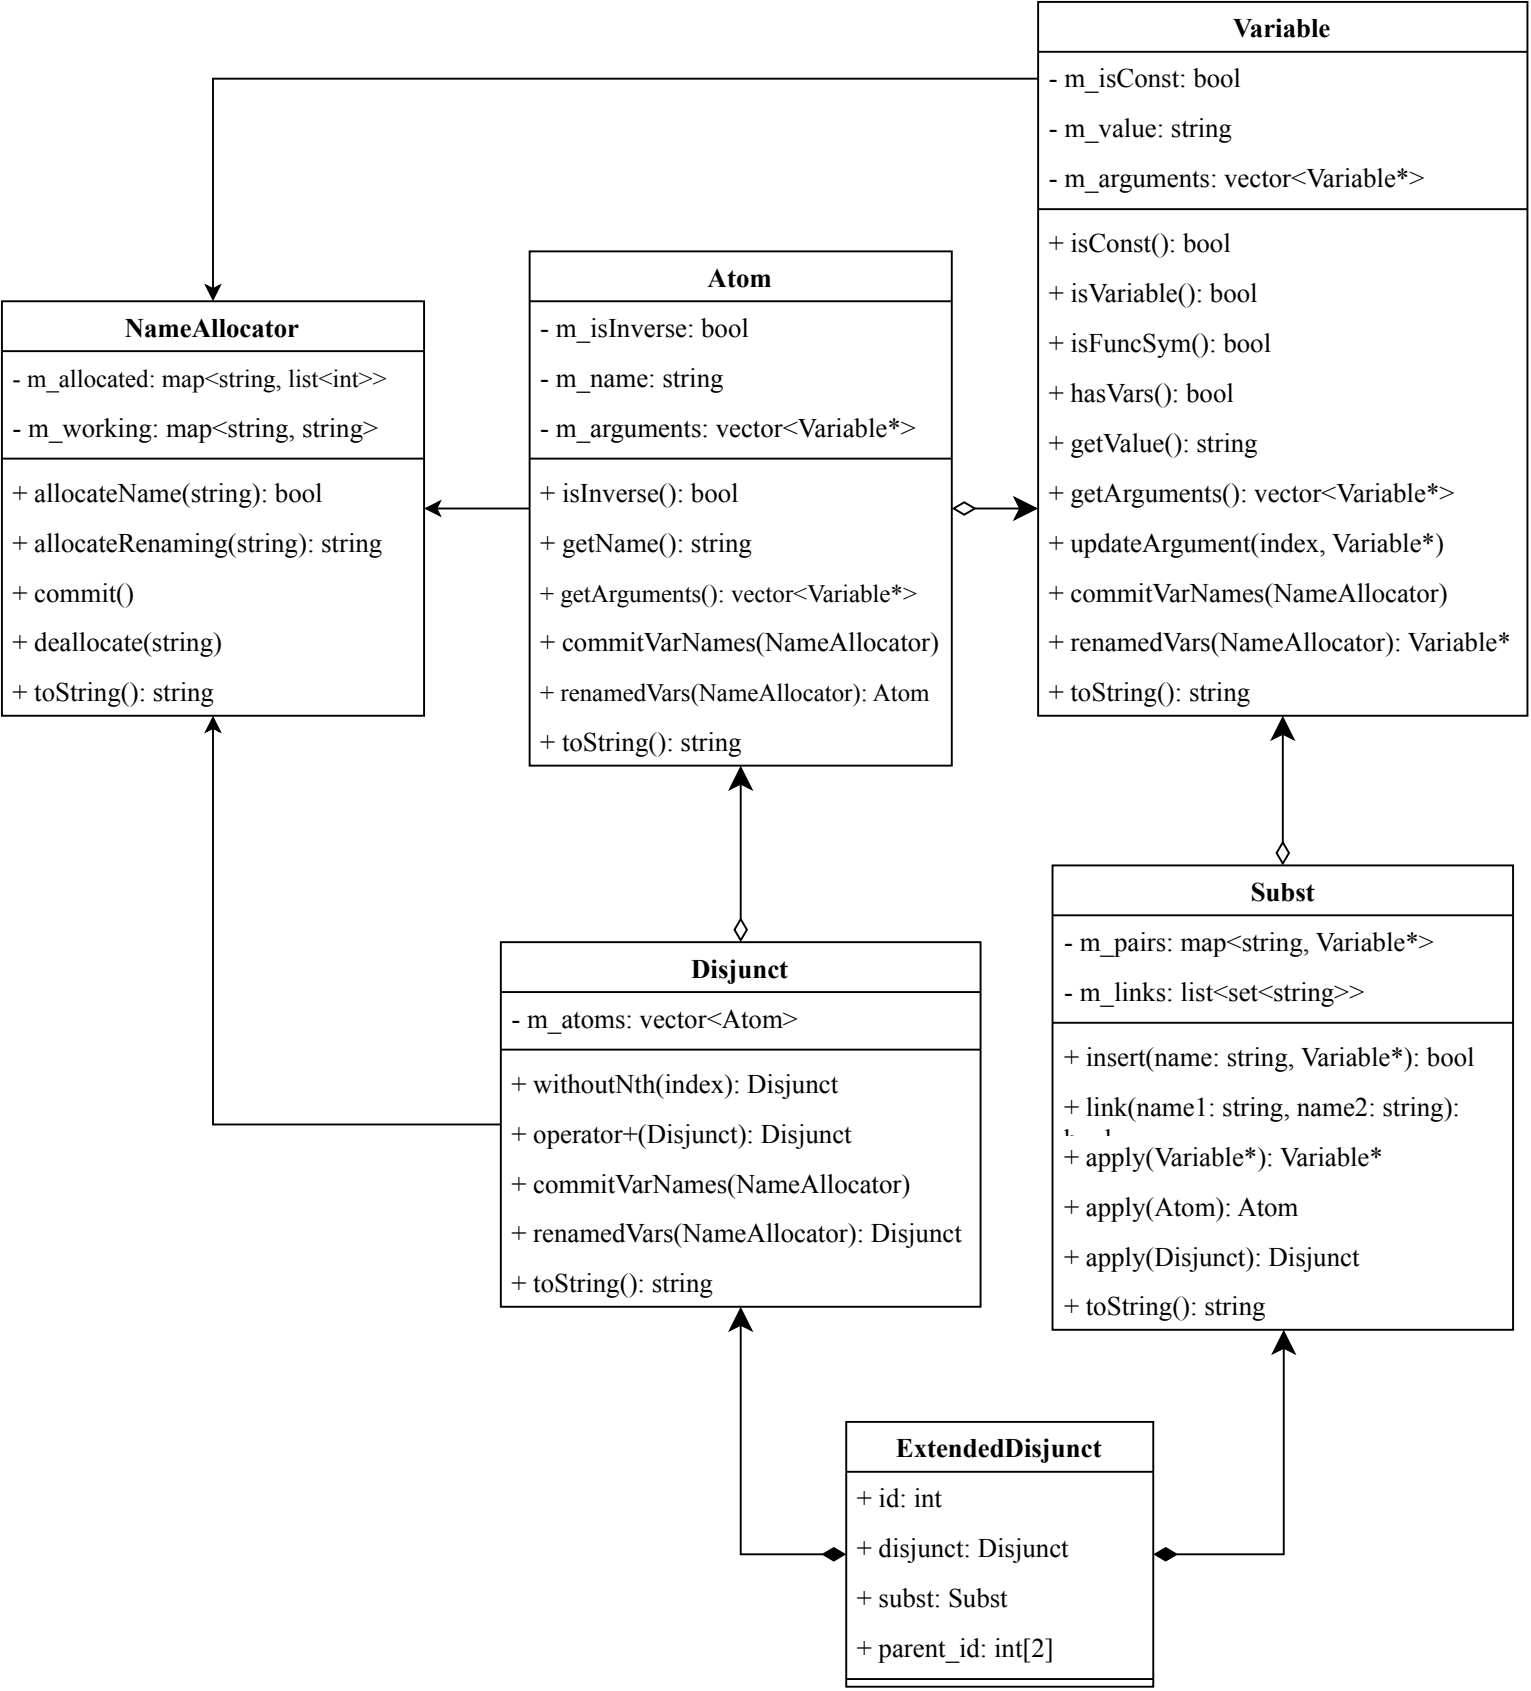 Variable
- m_isConst: bool
- m_value: string
- m_arguments: vector<Variable*>
+ isConst(): bool
+ isVariable(): bool
+ isFuncSym(): bool
+ hasVars(): bool
+ getValue(): string
+ getArguments(): vector<Variable*>
+ updateArgument(index, Variable*)
+ commitVarNames(NameAllocator)
+ renamedVars(NameAllocator): Variable*
+ toString(): string
Atom
- m_isInverse: bool
- m_name: string
- m_arguments: vector<Variable*>
+ isInverse(): bool
+ getName(): string
+ getArguments(): vector<Variable*>
+ commitVarNames(NameAllocator)
+ renamedVars(NameAllocator): Atom
+ toString(): string
NameAllocator
- m_allocated: map<string, list<int>>
- m_working: map<string, string>
+ allocateName(string): bool
+ allocateRenaming(string): string
+ commit()
+ deallocate(string)
+ toString(): string
Disjunct
- m_atoms: vector<Atom>
+ withoutNth(index): Disjunct
+ operator+(Disjunct): Disjunct
+ commitVarNames(NameAllocator)
+ renamedVars(NameAllocator): Disjunct
+ toString(): string
Subst
- m_pairs: map<string, Variable*>
- m_links: list<set<string>>
+ insert(name: string, Variable*): bool
+ link(name1: string, name2: string):
+ apply(Variable*): Variable*
+ apply(Atom): Atom
+ apply(Disjunct): Disjunct
+ toString(): string
ExtendedDisjunct
+ id: int
+ disjunct: Disjunct
+ subst: Subst
+ parent_id: int[2]